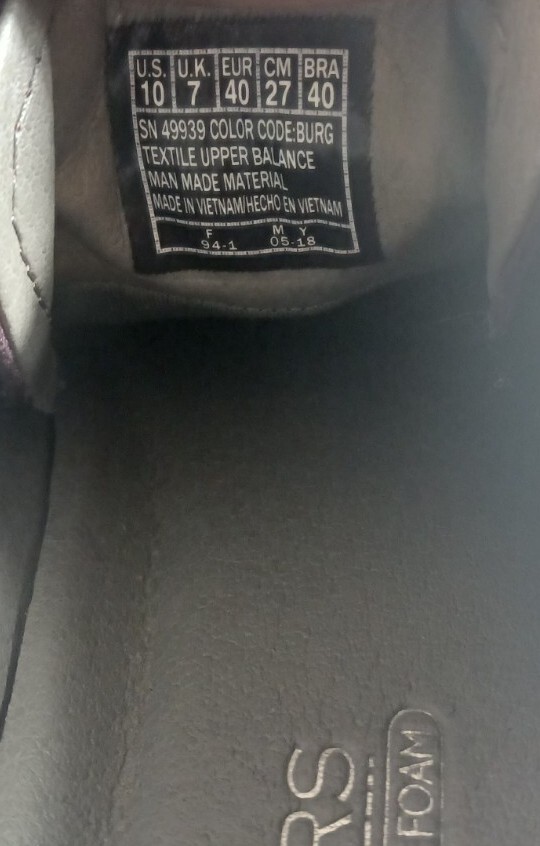 U.S. U.K. EUR CM BRA
10 7 40 27 40
SN 49939 COLOR CODE:BURG
TEXTILE UPPER BALANCE
MAN MADE MATERIAL
MADE IN VIETNAM/HECHO EN VIETNAM
F M Y
94-1 05-18
RS
FOAM